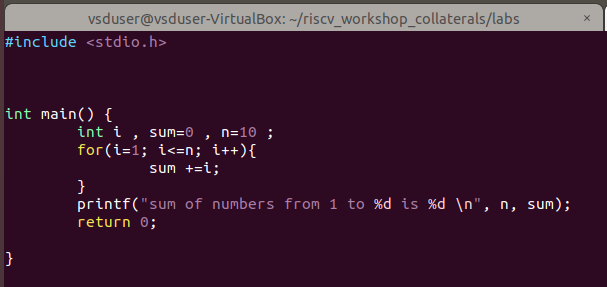 vsduser@vsduser-VirtualBox: ~/riscv_workshop_collaterals/labs ×
#include <stdio.h>
int main() {
        int i , sum=0 , n=10 ;
        for(i=1; i<=n; i++){
                sum +=i;
        }
        printf("sum of numbers from 1 to %d is %d \n", n, sum);
        return 0;
}